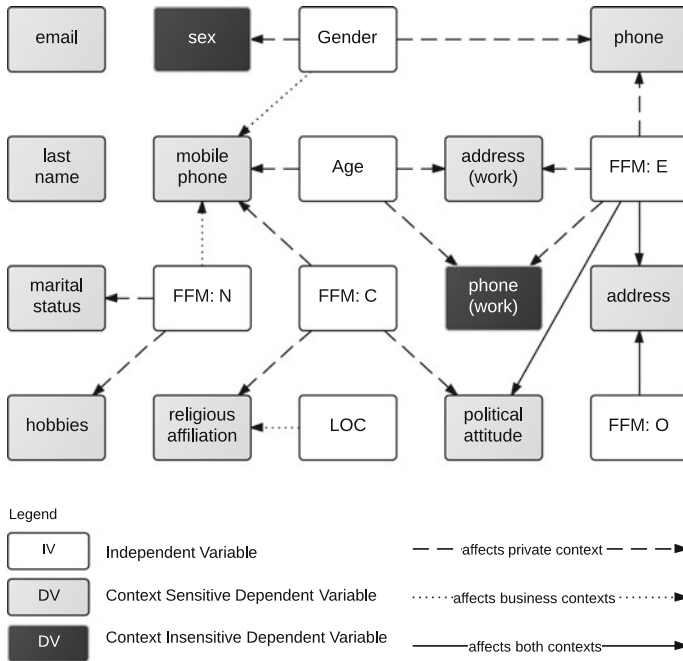 email
sex
Gender
phone
last
name
mobile
phone
Age
address
(work)
FFM: E
marital
status
FFM: N
FFM: C
phone
(work)
address
hobbies
religious
affiliation
LOC
political
attitude
FFM: O
Legend
IV
Independent Variable
affects private context
DV
Context Sensitive Dependent Variable
affects business contexts
DV
Context Insensitive Dependent Variable
affects both contexts